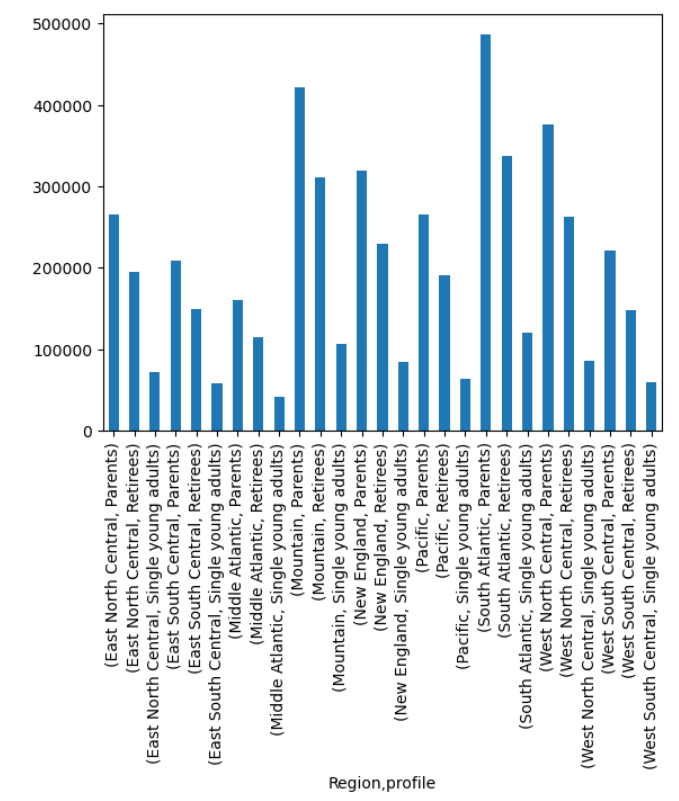 500000
400000
300000
200000
100000
0
(East North Central, Parents)
(East North Central, Retirees)
(East North Central, Single young adults)
(East South Central, Parents)
(East South Central, Retirees)
(East South Central, Single young adults)
(Middle Atlantic, Parents)
(Middle Atlantic, Retirees)
(Middle Atlantic, Single young adults)
(Mountain, Parents)
(Mountain, Retirees)
(Mountain, Single young adults)
(New England, Parents)
(New England, Retirees)
(New England, Single young adults)
(Pacific, Parents)
(Pacific, Retirees)
(Pacific, Single young adults)
(South Atlantic, Parents)
(South Atlantic, Retirees)
(South Atlantic, Single young adults)
(West North Central, Parents)
(West North Central, Retirees)
(West North Central, Single young adults)
(West South Central, Parents)
(West South Central, Retirees)
(West South Central, Single young adults)
Region,profile